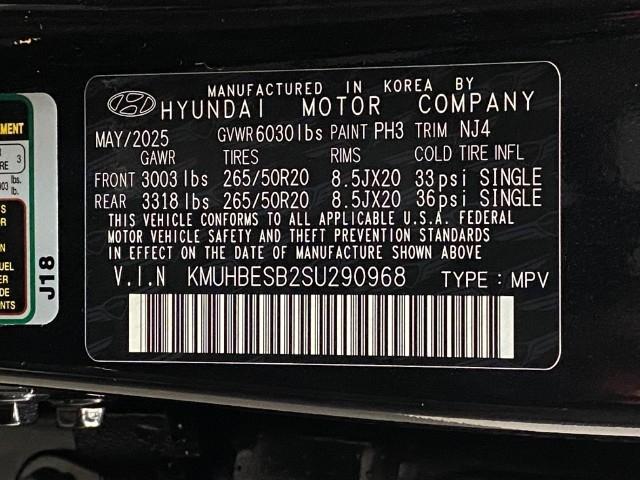 MANUFACTURED IN KOREA BY
HYUNDAI MOTOR COMPANY
MAY/2025 GVWR 6030 lbs PAINT PH3 TRIM NJ4
GAWR TIRES RIMS COLD TIRE INFL
FRONT 3003 lbs 265/50R20 8.5JX20 33psi SINGLE
REAR 3318 lbs 265/50R20 8.5JX20 36psi SINGLE
THIS VEHICLE CONFORMS TO ALL APPLICABLE U.S.A. FEDERAL
MOTOR VEHICLE SAFETY AND THEFT PREVENTION STANDARDS
IN EFFECT ON THE DATE OF MANUFACTURE SHOWN ABOVE
V.I.N KMUHBESB2SU290968 TYPE : MPV
J18